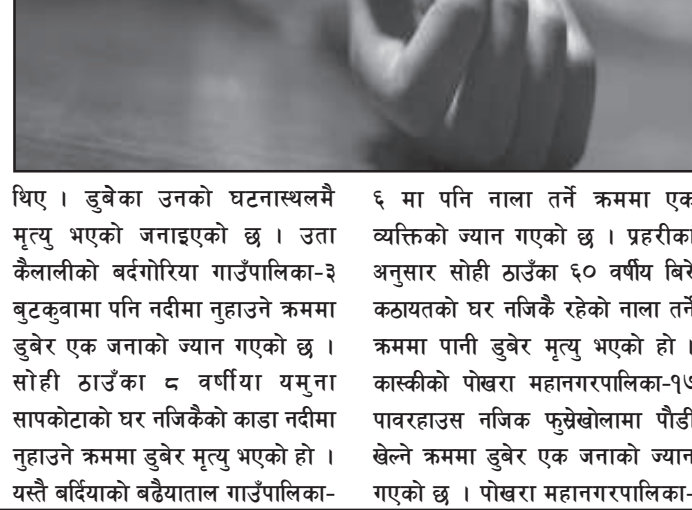 थिए । डुबेका उनको घटनास्थलमै
मृत्यु भएको जनाइएको छ । उता
कैलालीको बर्दगोरिया गाउँपालिका-३
बुटकुवामा पनि नदीमा नुहाउने क्रममा
डुबेर एक जनाको ज्यान गएको छ ।
सोही ठाउँका ८ वर्षीया यमुना
सापकोटाको घर नजिकैको काडा नदीमा
नुहाउने क्रममा डुबेर मृत्यु भएको हो ।
यस्तै बर्दियाको बढैयाताल गाउँपालिका-
६ मा पनि नाला तर्ने क्रममा एक
व्यक्तिको ज्यान गएको छ । प्रहरीका
अनुसार सोही ठाउँका ६० वर्षीय बिरे
कठायतको घर नजिकै रहेको नाला तर्ने
क्रममा पानी डुबेर मृत्यु भएको हो ।
कास्कीको पोखरा महानगरपालिका-१७
पावरहाउस नजिक फुस्रेखोलामा पौडी
खेल्ने क्रममा डुबेर एक जनाको ज्यान
गएको छ । पोखरा महानगरपालिका-